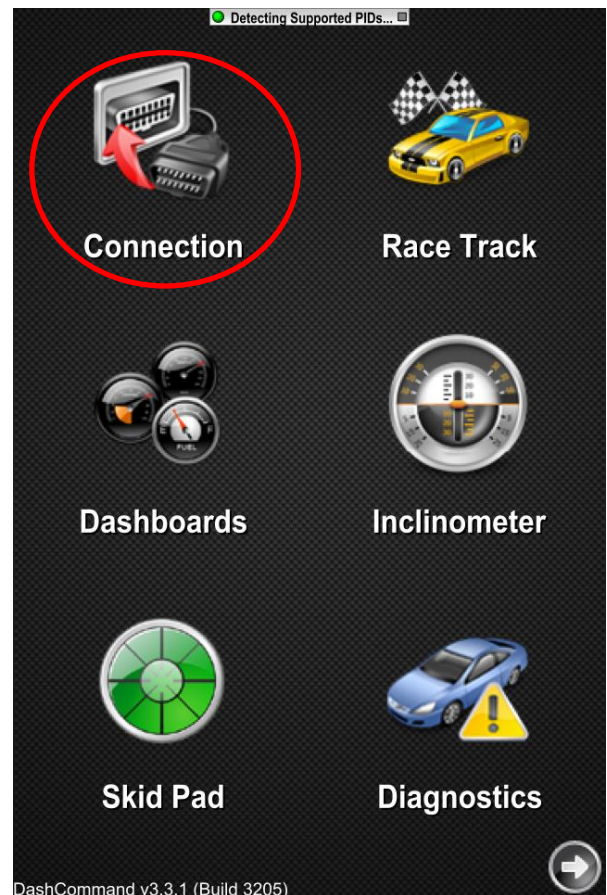 Detecting Supported PIDs...
Connection
Race Track
Dashboards
Inclinometer
Skid Pad
Diagnostics
DashCommand v3.3.1 (Build 3205)